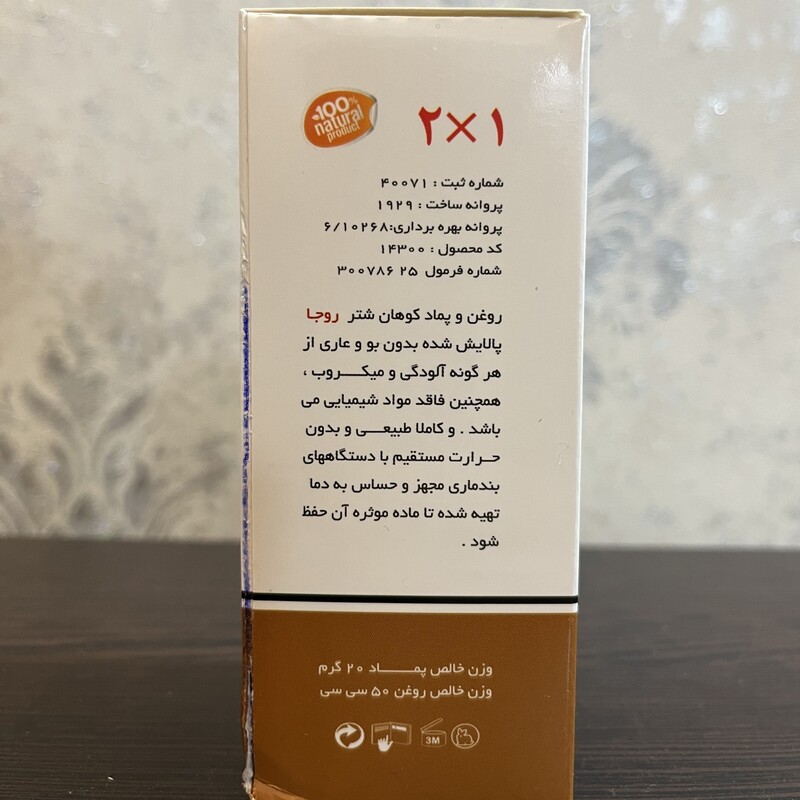 100%
natural
product
۲×۱
شماره ثبت : ۴۰۰۷۱
پروانه ساخت : ۱۹۲۹
پروانه بهره برداری:۶/۱۰۲۶۸
کد محصول : ۱۴۳۰۰
شماره فرمول ۲۵ ۳۰۰۷۸۶
روغن و پماد کوهان شتر روجا
پالایش شده بدون بو و عاری از
هر گونه آلودگی و میکروب ،
همچنین فاقد مواد شیمیایی می
باشد . و کاملا طبیعی و بدون
حرارت مستقیم با دستگاههای
بندماری مجهز و حساس به دما
تهیه شده تا ماده موثره آن حفظ
شود .
وزن خالص پماد ۲۰ گرم
وزن خالص روغن ۵۰ سی سی
3M